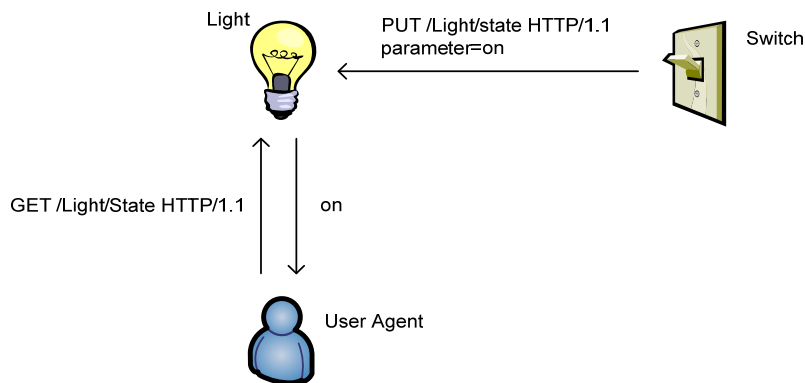 Light
PUT /Light/state HTTP/1.1
parameter=on
Switch
GET /Light/State HTTP/1.1
on
User Agent